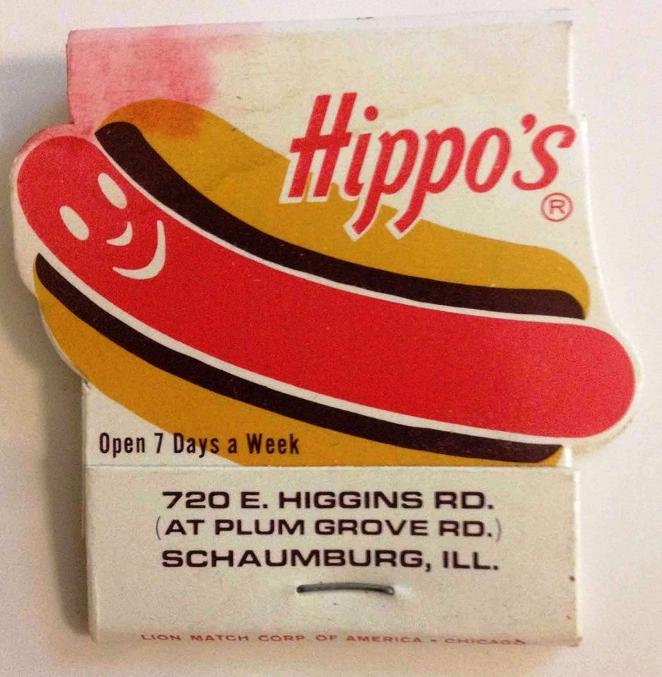 Hippo's ®
Open 7 Days a Week
720 E. HIGGINS RD.
(AT PLUM GROVE RD.)
SCHAUMBURG, ILL.
LION MATCH CORP. OF AMERICA • CHICAGO